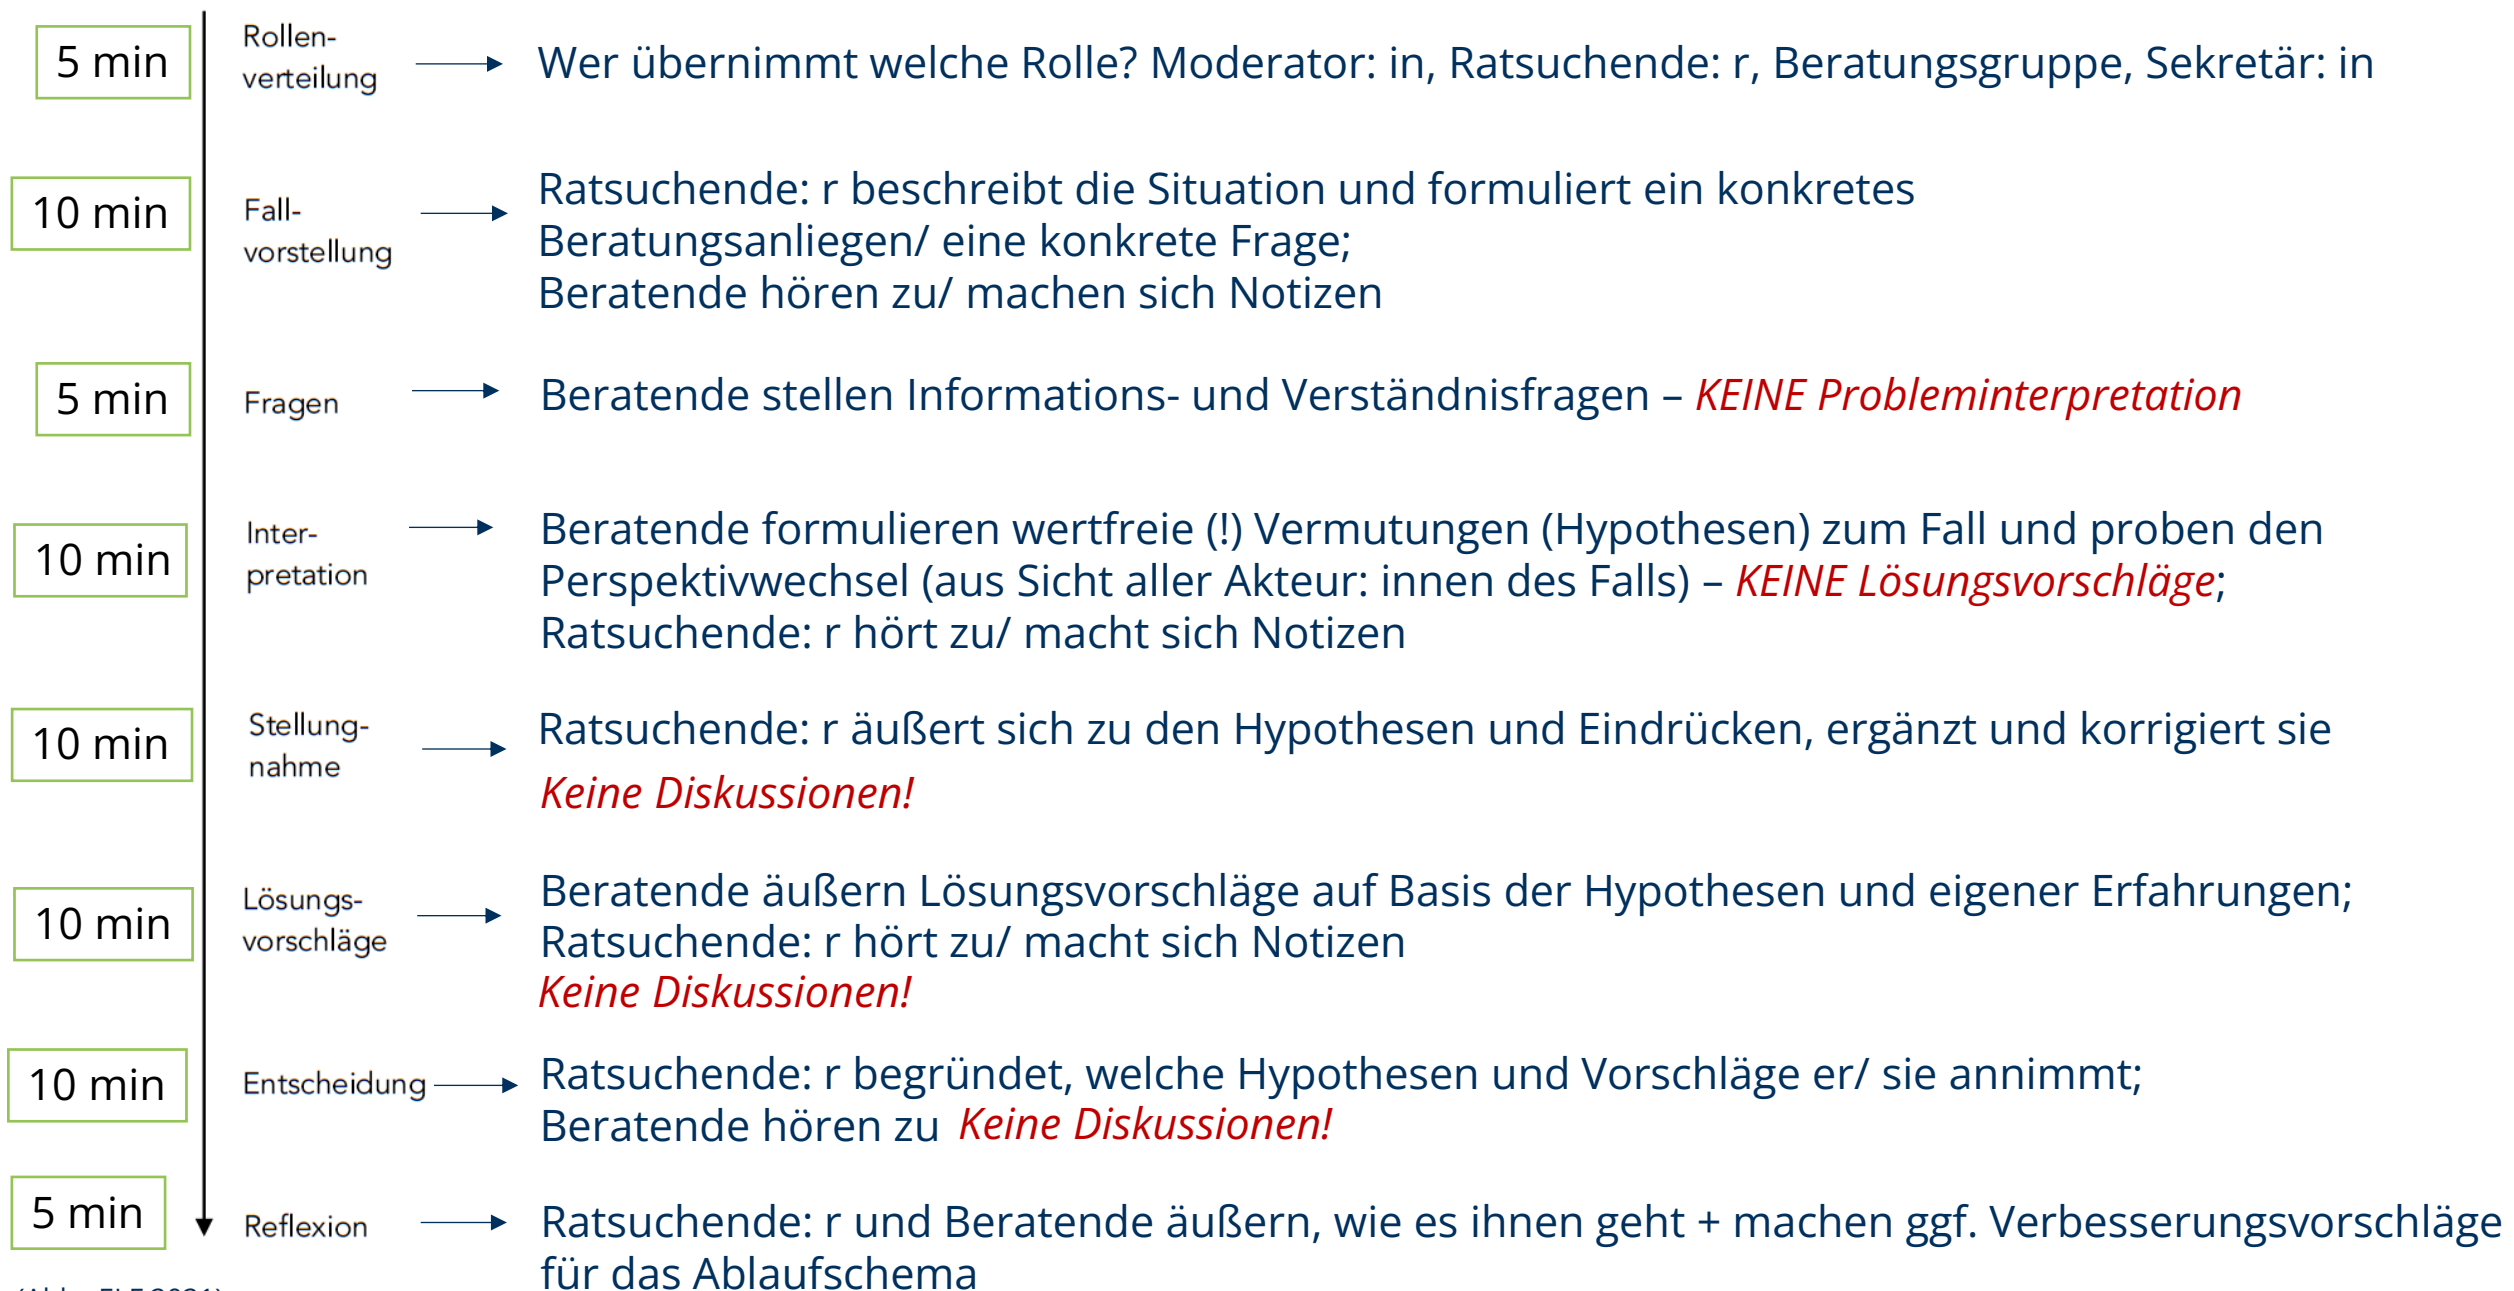 5 min
Rollen-
verteilung
Wer übernimmt welche Rolle? Moderator: in, Ratsuchende: r, Beratungsgruppe, Sekretär: in
10 min
Fall-
vorstellung
Ratsuchende: r beschreibt die Situation und formuliert ein konkretes
Beratungsanliegen/ eine konkrete Frage;
Beratende hören zu/ machen sich Notizen
5 min
Fragen
Beratende stellen Informations- und Verständnisfragen – KEINE Probleminterpretation
10 min
Inter-
pretation
Beratende formulieren wertfreie (!) Vermutungen (Hypothesen) zum Fall und proben den
Perspektivwechsel (aus Sicht aller Akteur: innen des Falls) – KEINE Lösungsvorschläge;
Ratsuchende: r hört zu/ macht sich Notizen
10 min
Stellung-
nahme
Ratsuchende: r äußert sich zu den Hypothesen und Eindrücken, ergänzt und korrigiert sie
Keine Diskussionen!
10 min
Lösungs-
vorschläge
Beratende äußern Lösungsvorschläge auf Basis der Hypothesen und eigener Erfahrungen;
Ratsuchende: r hört zu/ macht sich Notizen
Keine Diskussionen!
10 min
Entscheidung
Ratsuchende: r begründet, welche Hypothesen und Vorschläge er/ sie annimmt;
Beratende hören zu Keine Diskussionen!
5 min
Reflexion
Ratsuchende: r und Beratende äußern, wie es ihnen geht + machen ggf. Verbesserungsvorschläge
für das Ablaufschema